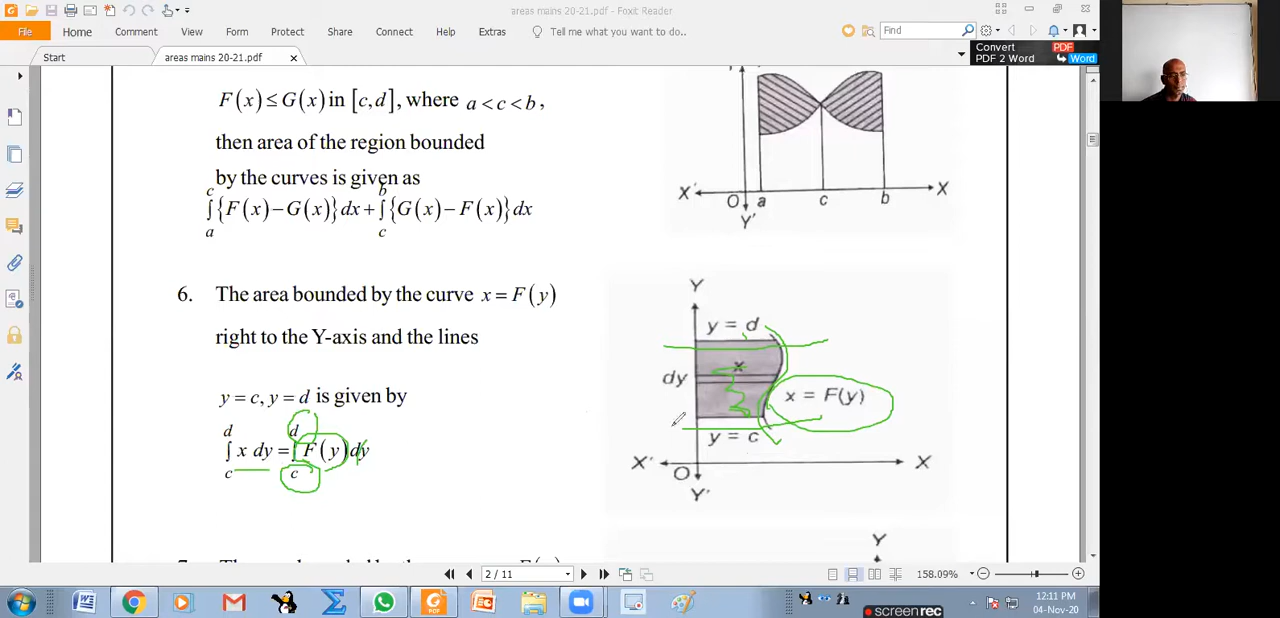 areas mains 20-21.pdf - Foxit Reader
File Home Comment View Form Protect Share Connect Help Extras Tell me what you want to do.. Find
Start areas mains 20-21.pdf Convert PDF
PDF 2 Word Word
F(x) ≤ G(x) in [c,d], where a < c < b,
then area of the region bounded
by the curves is given as
c b
∫{F(x)−G(x)}dx+∫{G(x)−F(x)}dx
a c
X' O a c b X
Y'
6. The area bounded by the curve x = F(y)
right to the Y-axis and the lines
y = c, y = d is given by
d d
∫ x dy = ∫ F(y)dy
c c
Y
y = d
x
dy
x = F(y)
y = c
X' O X
Y'
Y
2 / 11 158.09%
12:11 PM
screenrec 04-Nov-20